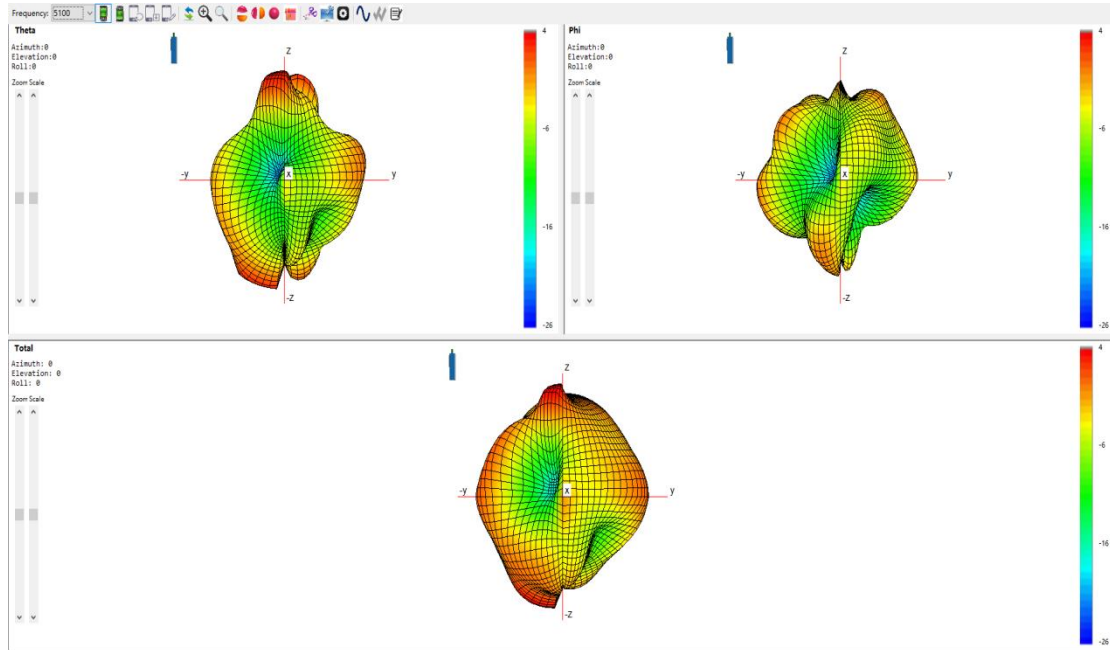 Frequency: 5100
Theta
Azimuth:0
Elevation:0
Roll:0
Zoom Scale
Z
-y
X
y
-Z
4
-6
-16
-26
Phi
Azimuth:0
Elevation:0
Roll:0
Zoom Scale
Z
-y
X
y
-Z
4
-6
-16
-26
Total
Azimuth: 0
Elevation: 0
Roll: 0
Zoom Scale
Z
-y
X
y
-Z
4
-6
-16
-26